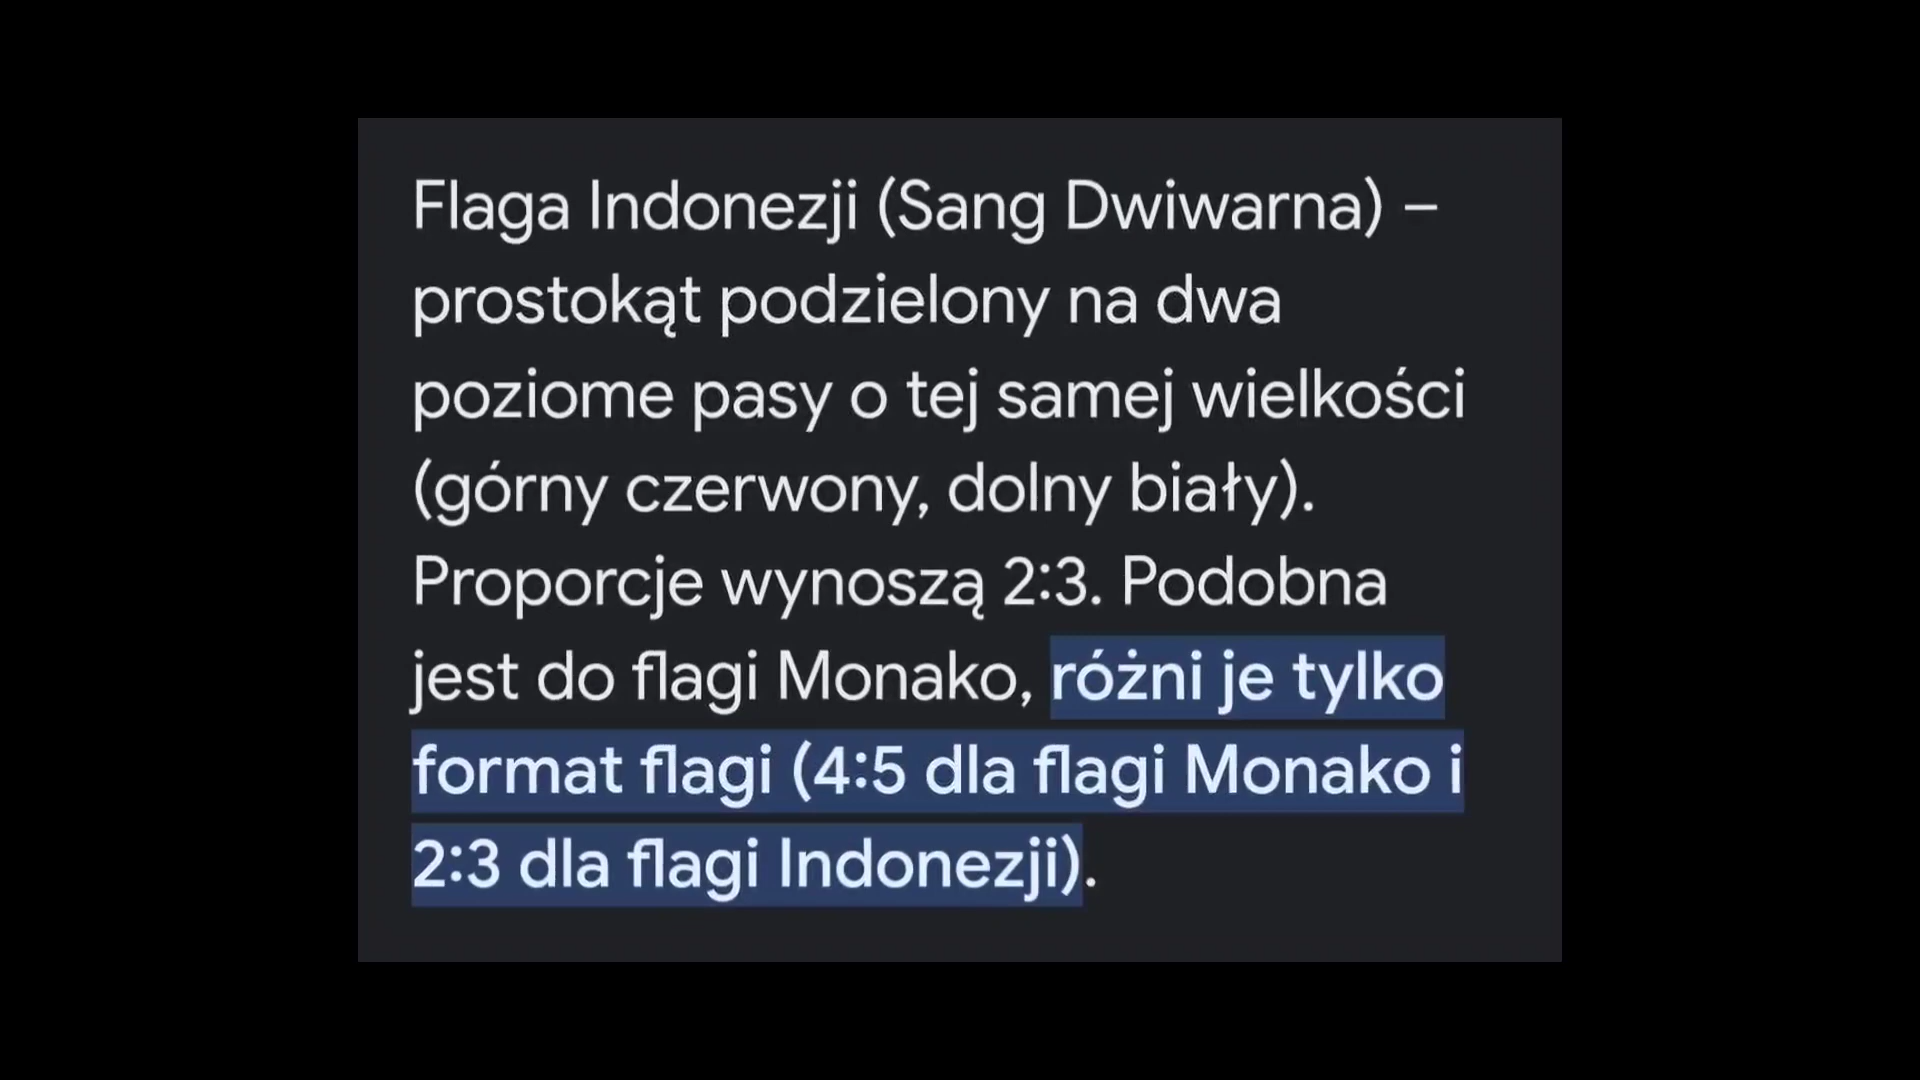 Flaga Indonezji (Sang Dwiwarna) –
prostokąt podzielony na dwa
poziome pasy o tej samej wielkości
(górny czerwony, dolny biały).
Proporcje wynoszą 2:3. Podobna
jest do flagi Monako, różni je tylko
format flagi (4:5 dla flagi Monako i
2:3 dla flagi Indonezji).